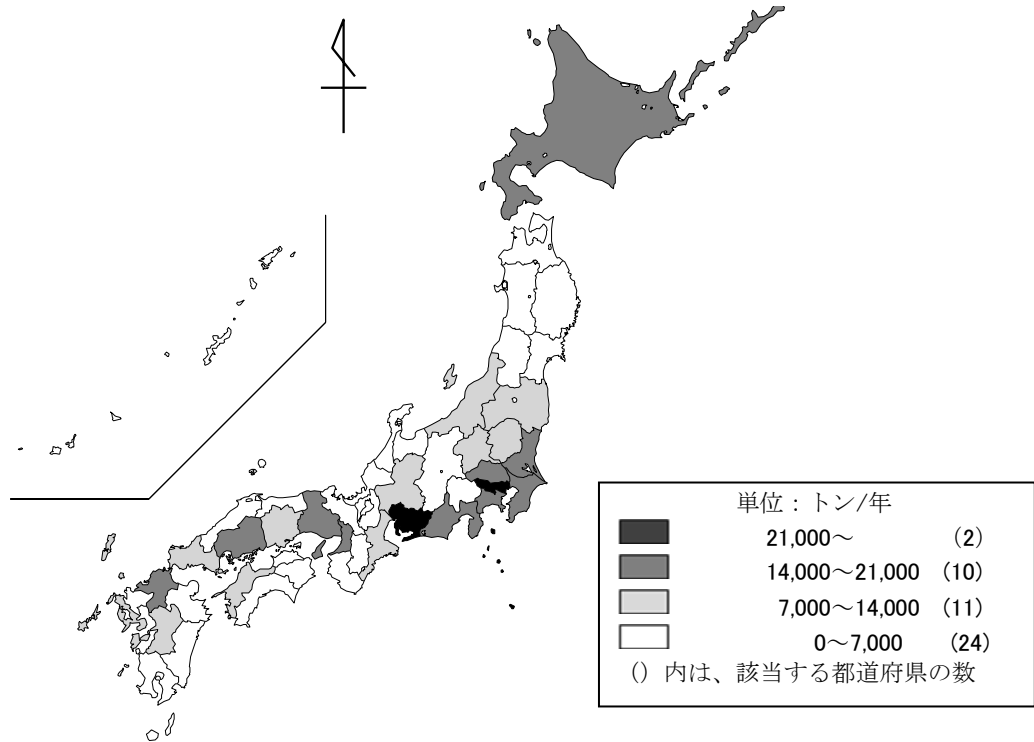 単位：トン/年
21,000～ (2)
14,000～21,000 (10)
7,000～14,000 (11)
0～7,000 (24)
() 内は、該当する都道府県の数